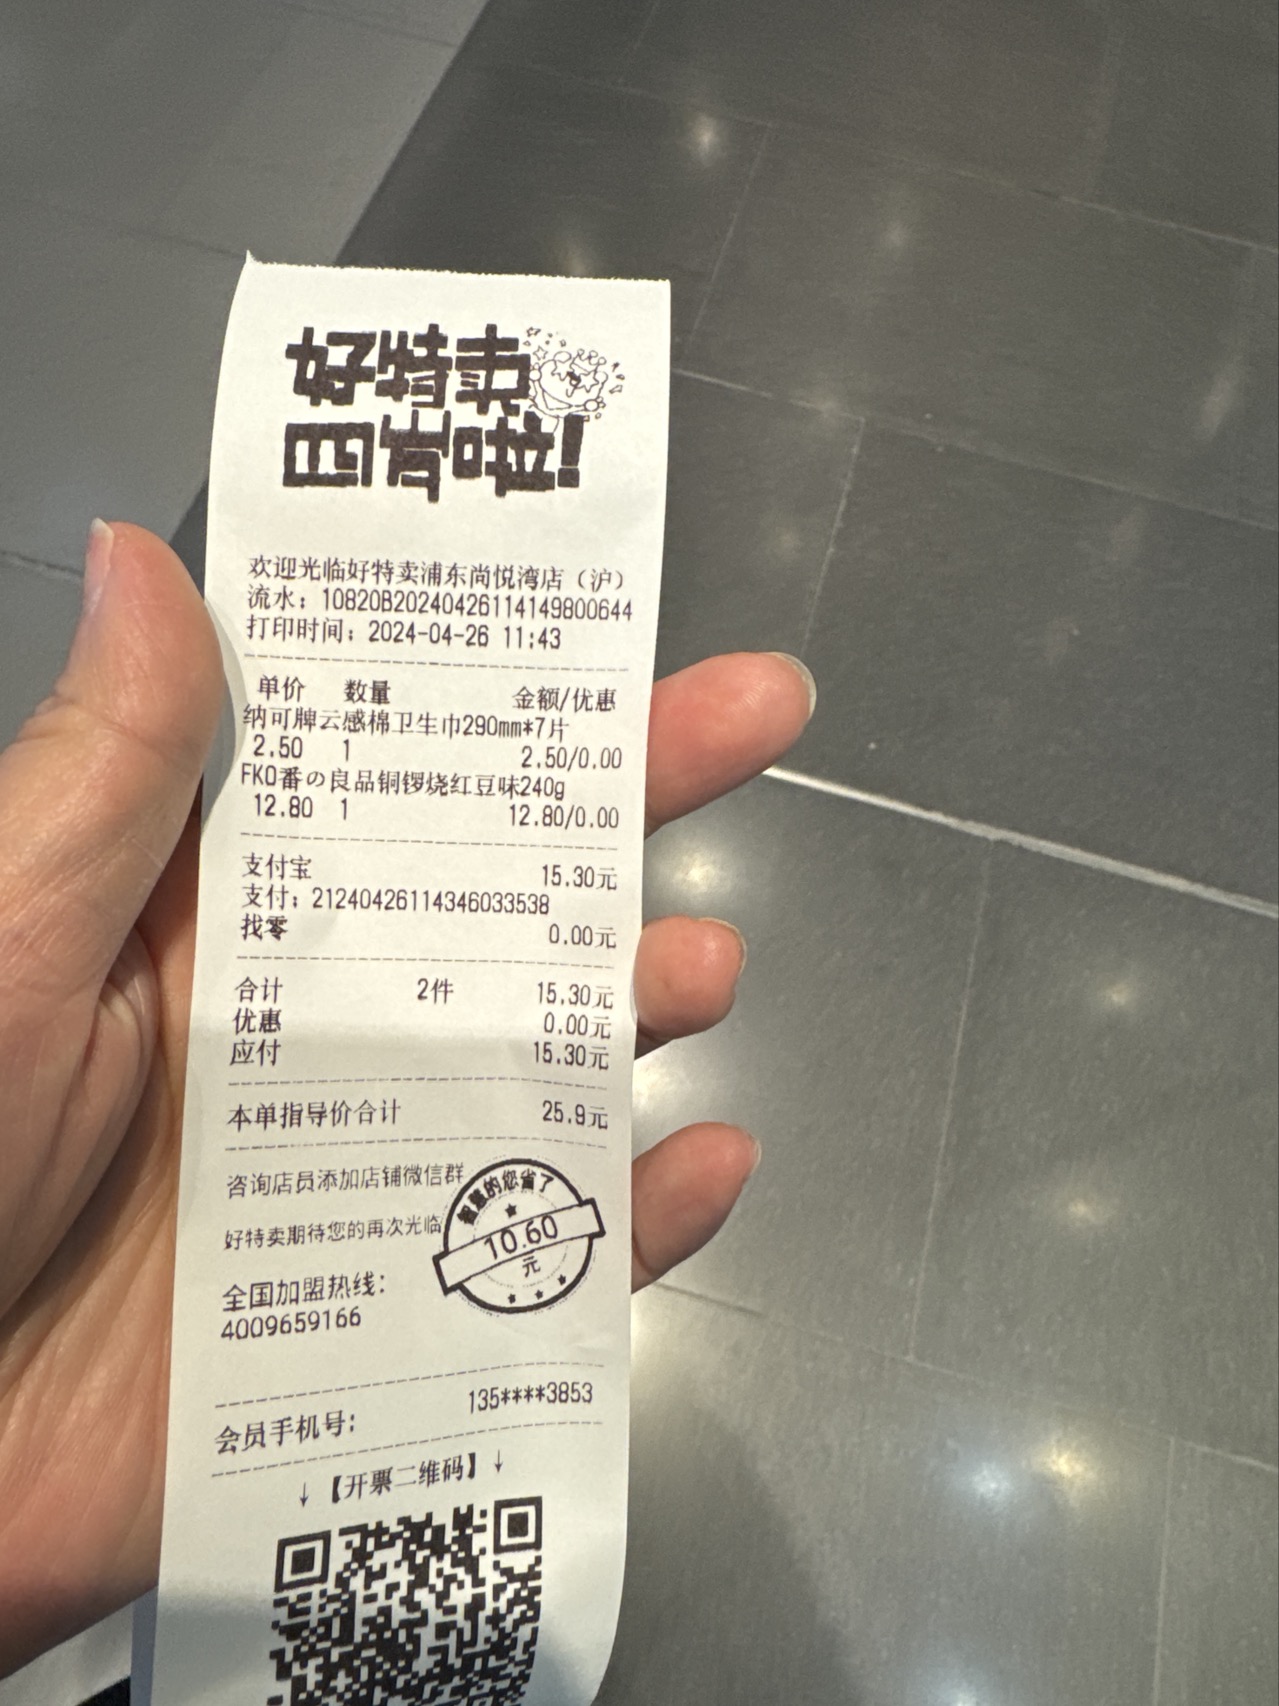 好特卖
四杯啦!
欢迎光临好特卖浦东尚悦湾店（沪）
流水：10820B20240426114149800644
打印时间：2024-04-26 11:43
单价 数量 金额/优惠
纳可牌云感棉卫生巾290mm*7片
2.50 1 2.50/0.00
FKO番の良品铜锣烧红豆味240g
12.80 1 12.80/0.00
支付宝 15.30元
支付：21240426114346033538
找零 0.00元
合计 2件 15.30元
优惠 0.00元
应付 15.30元
本单指导价合计 25.9元
咨询店员添加店铺微信群
好特卖期待您的再次光临
智慧的您省了
10.60
元
全国加盟热线：
4009659166
会员手机号： 135****3853
↓【开票二维码】↓